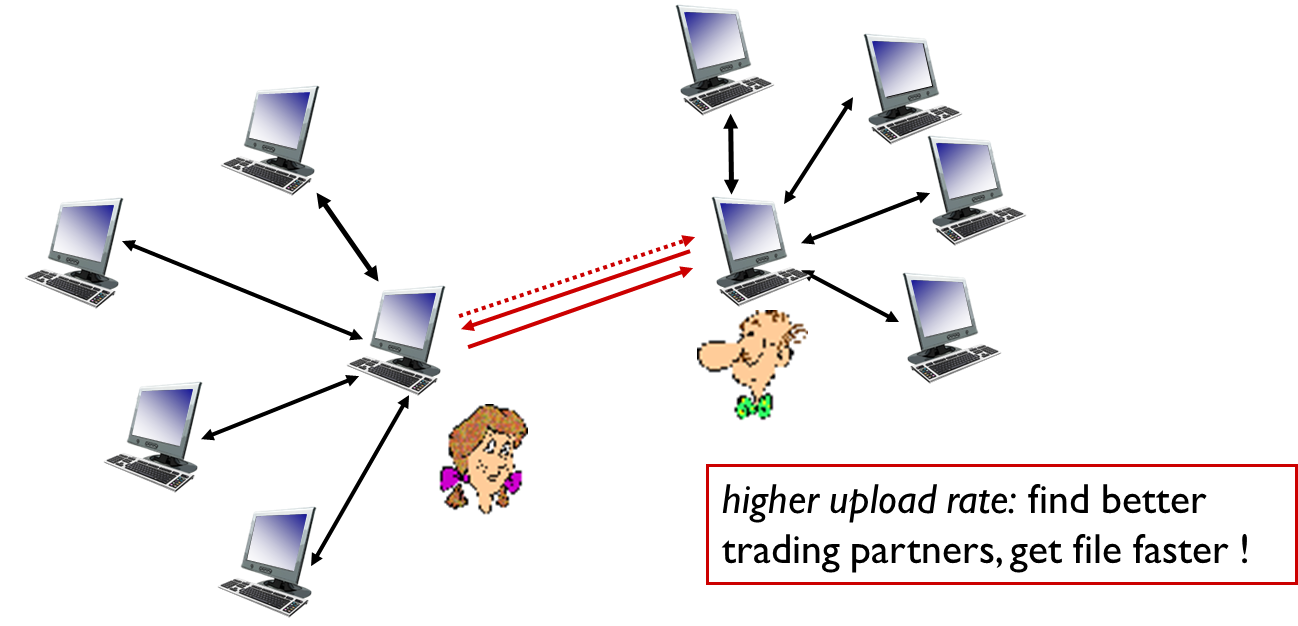 higher upload rate: find better
trading partners, get file faster !